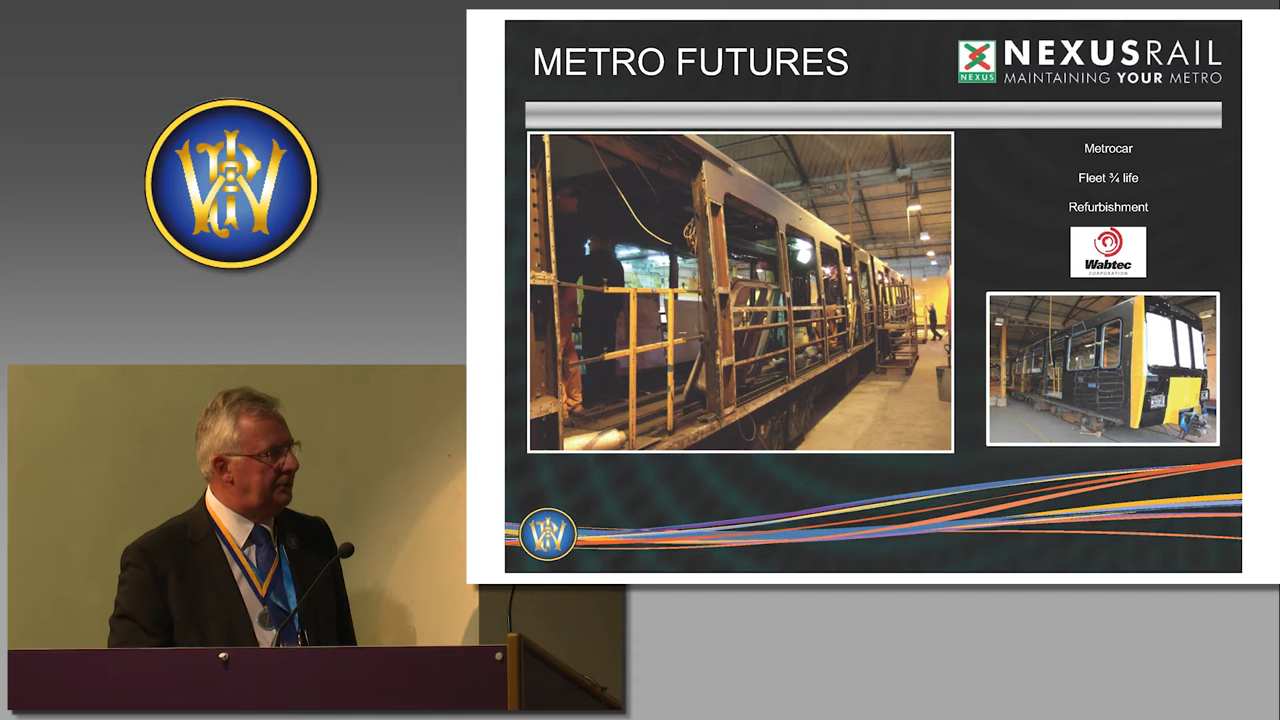 METRO FUTURES
NEXUS
NEXUSRAIL
MAINTAINING YOUR METRO
Metrocar
Fleet ¾ life
Refurbishment
Wabtec
CORPORATION